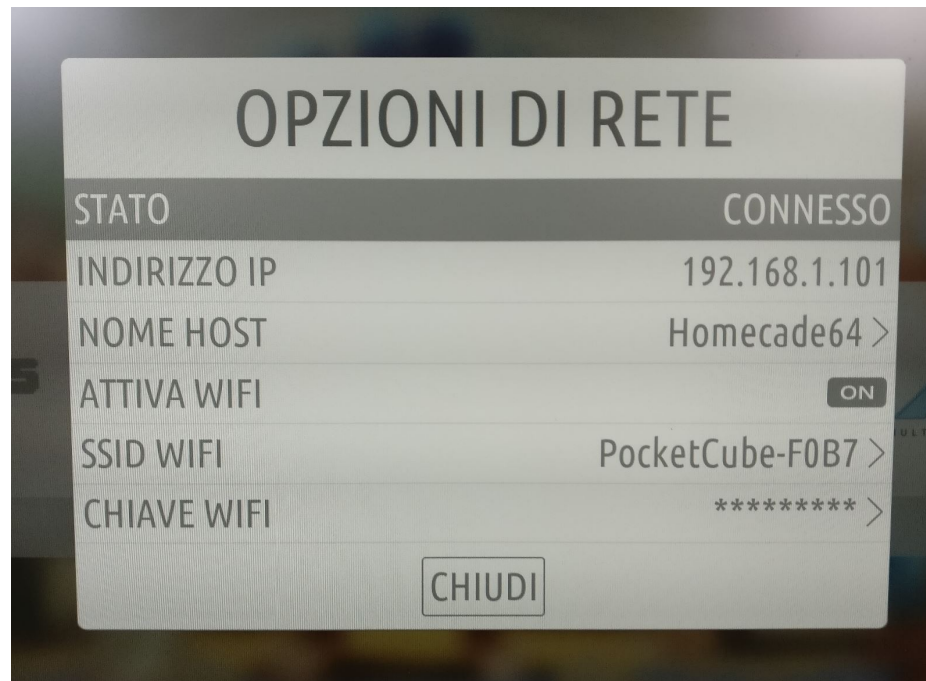 OPZIONI DI RETE
STATO CONNESSO
INDIRIZZO IP 192.168.1.101
NOME HOST Homecade64 >
ATTIVA WIFI ON
SSID WIFI PocketCube-F0B7 >
CHIAVE WIFI ********* >
CHIUDI